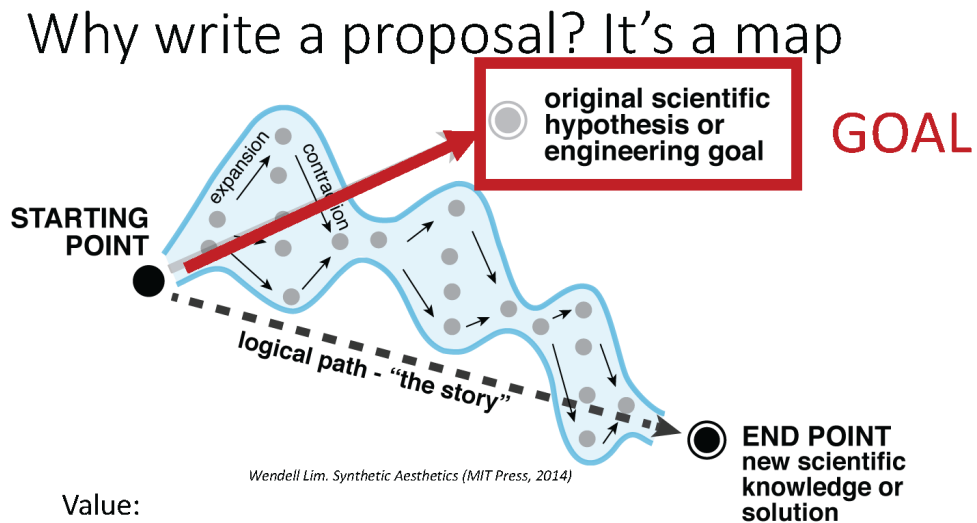 Why write a proposal? It’s a map
original scientific
hypothesis or
engineering goal
GOAL
expansion
contraction
STARTING
POINT
logical path - “the story”
END POINT
new scientific
knowledge or
solution
Wendell Lim. Synthetic Aesthetics (MIT Press, 2014)
Value: